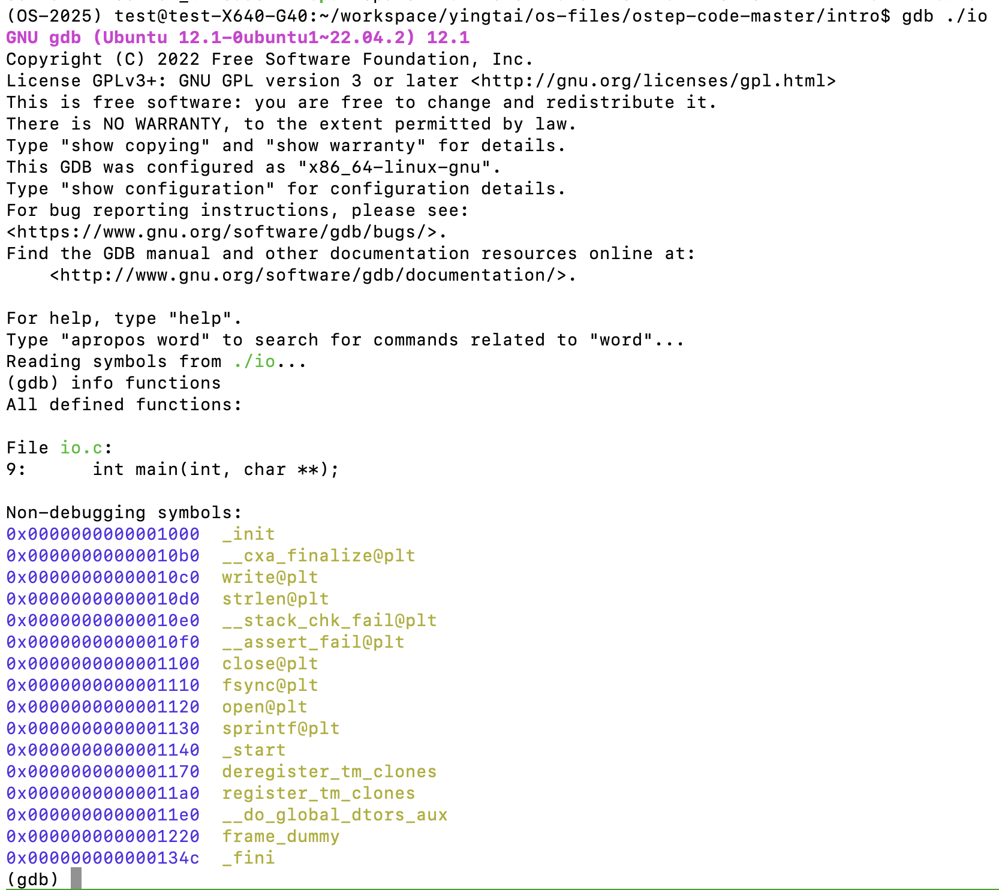 (OS-2025) test@test-X640-G40:~/workspace/yingtai/os-files/ostep-code-master/intro$ gdb ./io
GNU gdb (Ubuntu 12.1-0ubuntu1~22.04.2) 12.1
Copyright (C) 2022 Free Software Foundation, Inc.
License GPLv3+: GNU GPL version 3 or later <http://gnu.org/licenses/gpl.html>
This is free software: you are free to change and redistribute it.
There is NO WARRANTY, to the extent permitted by law.
Type "show copying" and "show warranty" for details.
This GDB was configured as "x86_64-linux-gnu".
Type "show configuration" for configuration details.
For bug reporting instructions, please see:
<https://www.gnu.org/software/gdb/bugs/>.
Find the GDB manual and other documentation resources online at:
    <http://www.gnu.org/software/gdb/documentation/>.

For help, type "help".
Type "apropos word" to search for commands related to "word"...
Reading symbols from ./io...
(gdb) info functions
All defined functions:

File io.c:
9:      int main(int, char **);

Non-debugging symbols:
0x0000000000001000  _init
0x00000000000010b0  __cxa_finalize@plt
0x00000000000010c0  write@plt
0x00000000000010d0  strlen@plt
0x00000000000010e0  __stack_chk_fail@plt
0x00000000000010f0  __assert_fail@plt
0x0000000000001100  close@plt
0x0000000000001110  fsync@plt
0x0000000000001120  open@plt
0x0000000000001130  sprintf@plt
0x0000000000001140  _start
0x0000000000001170  deregister_tm_clones
0x00000000000011a0  register_tm_clones
0x00000000000011e0  __do_global_dtors_aux
0x0000000000001220  frame_dummy
0x000000000000134c  _fini
(gdb)